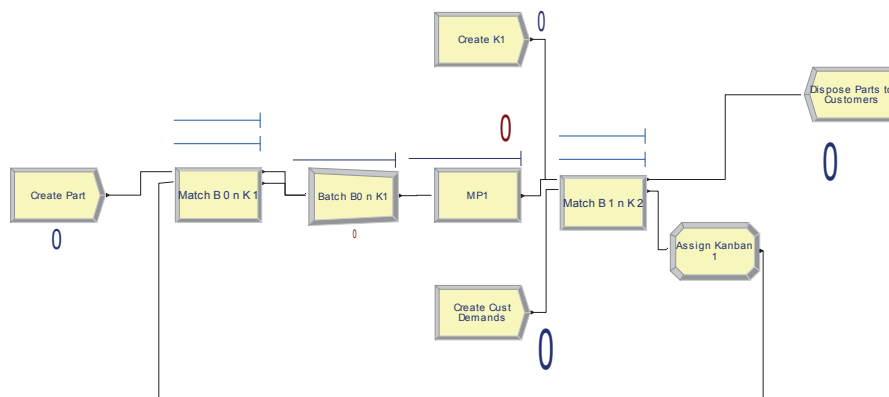 Create K1
0
Dispose Parts to
Customers
0
0
Create Part
0
Match B 0 n K 1
Batch B0 n K1
0
MP1
Match B 1 n K 2
Assign Kanban
1
Create Cust
Demands
0